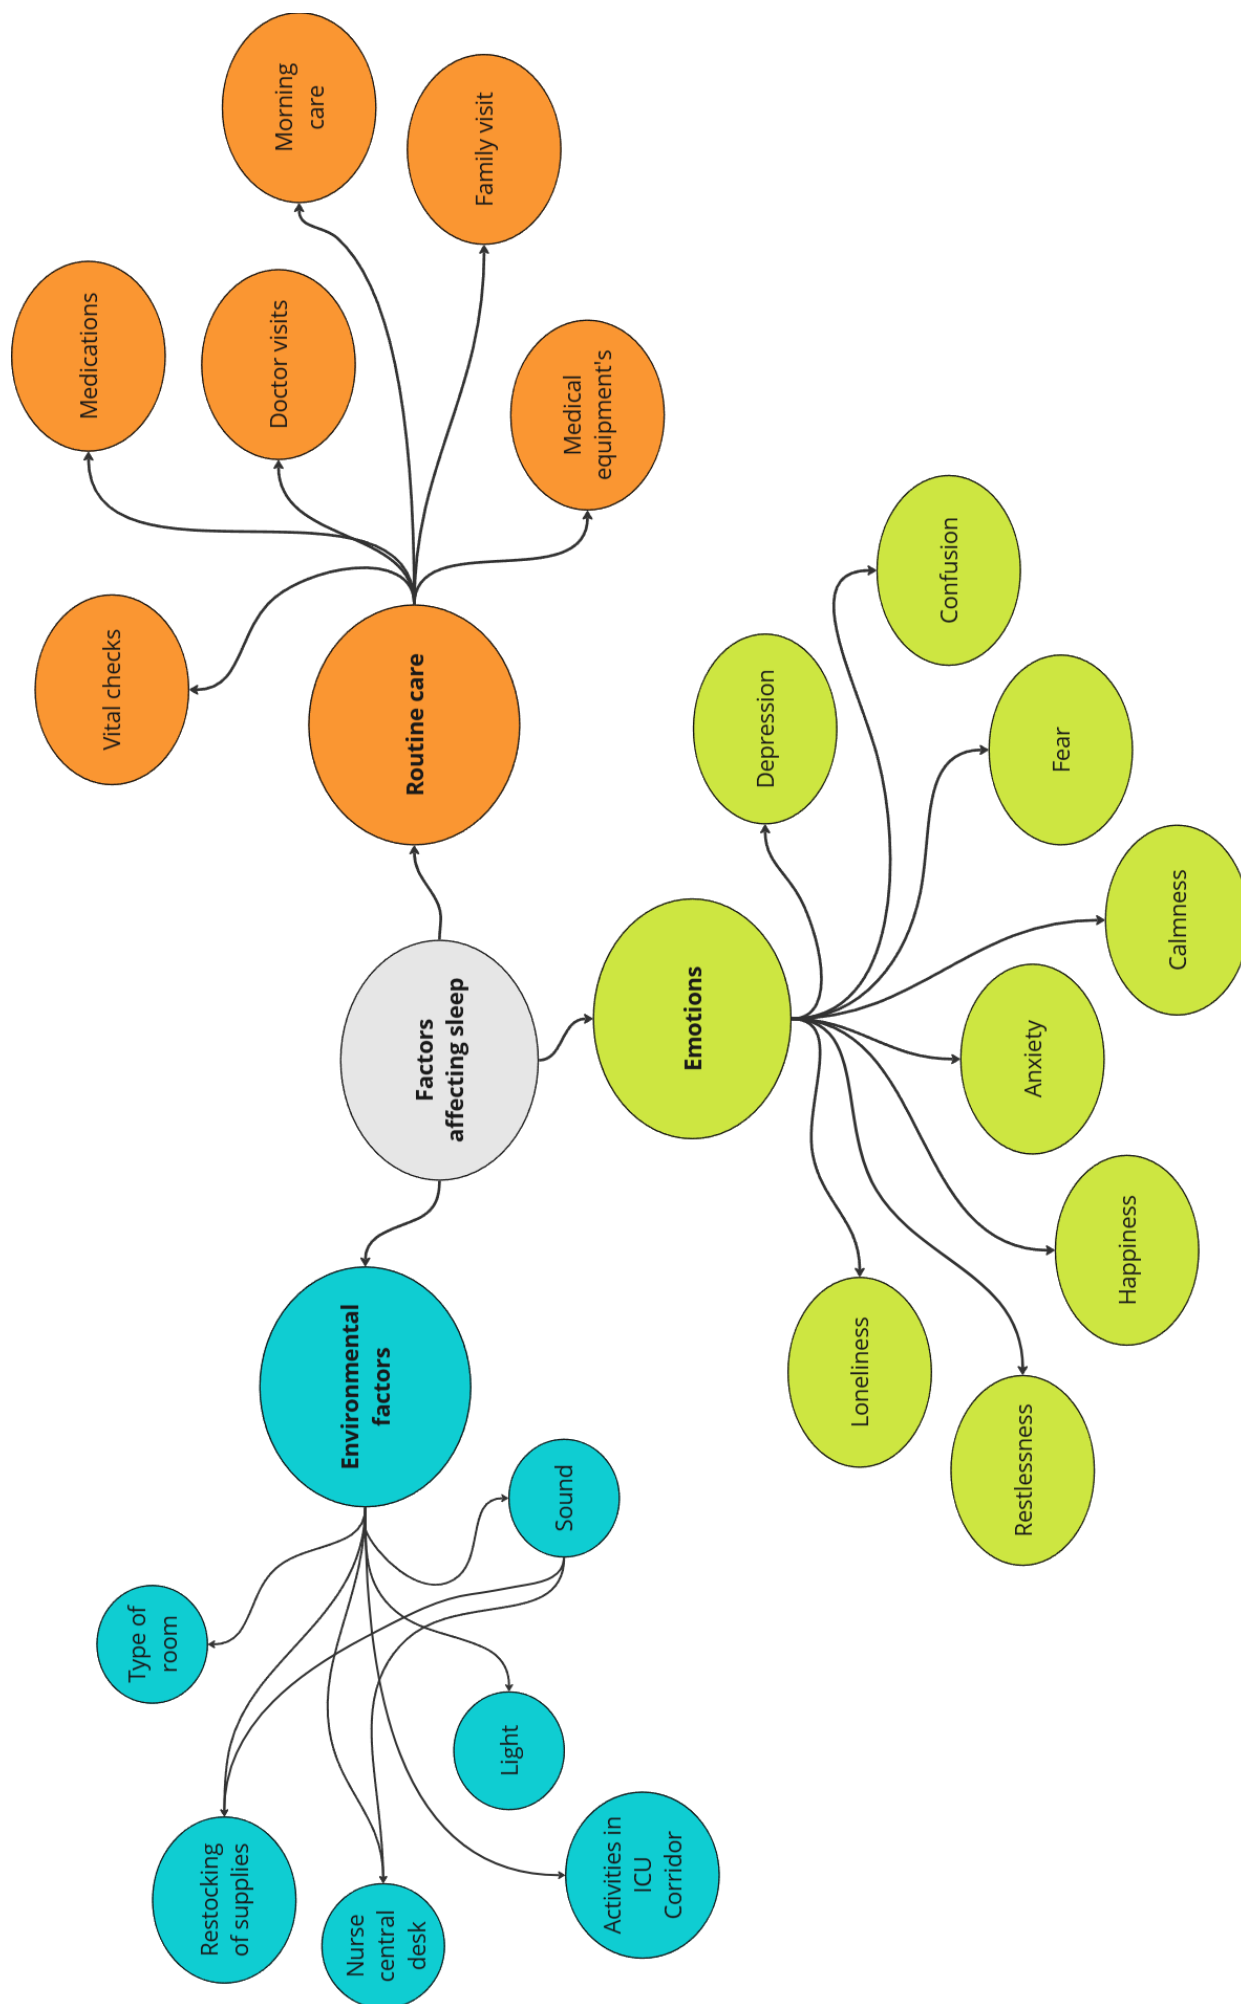 Factors
affecting sleep
Routine care
Vital checks
Medications
Doctor visits
Morning
care
Family visit
Medical
equipment's
Emotions
Depression
Confusion
Fear
Calmness
Anxiety
Happiness
Restlessness
Loneliness
Environmental
factors
Sound
Type of
room
Restocking
of supplies
Nurse
central
desk
Light
Activities in
ICU
Corridor